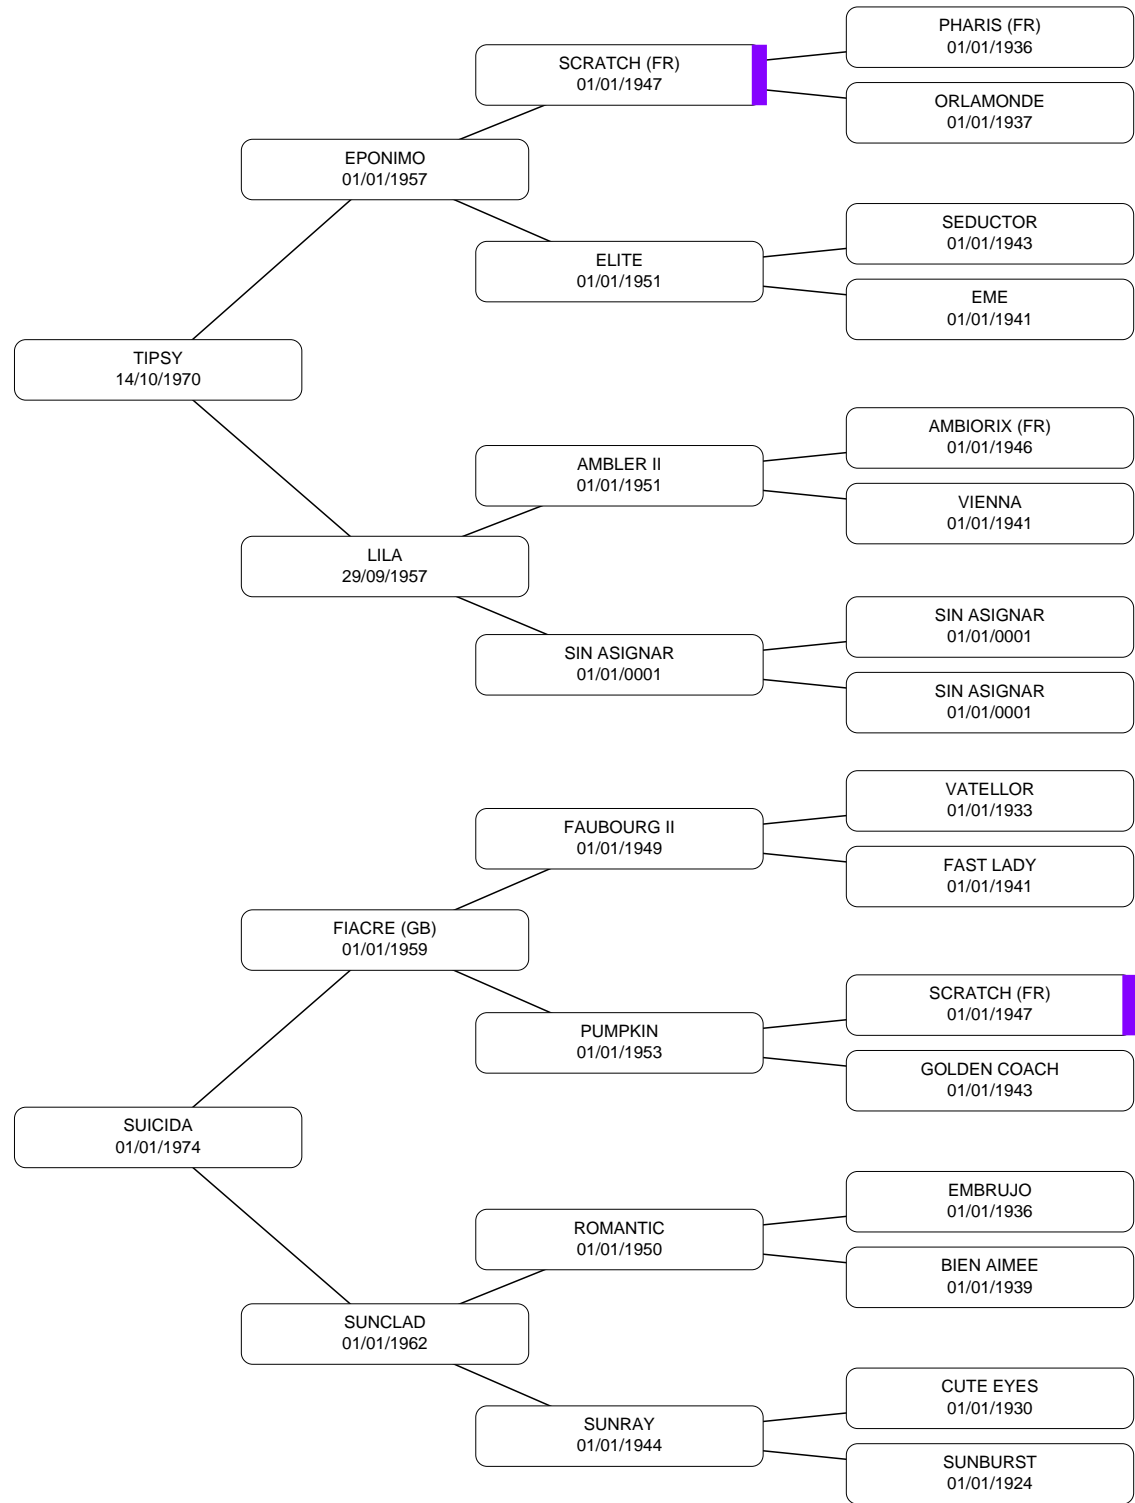 PHARIS (FR)
01/01/1936
SCRATCH (FR)
01/01/1947
ORLAMONDE
01/01/1937
EPONIMO
01/01/1957
SEDUCTOR
01/01/1943
ELITE
01/01/1951
EME
01/01/1941
TIPSY
14/10/1970
AMBIORIX (FR)
01/01/1946
AMBLER II
01/01/1951
VIENNA
01/01/1941
LILA
29/09/1957
SIN ASIGNAR
01/01/0001
SIN ASIGNAR
01/01/0001
SIN ASIGNAR
01/01/0001
VATELLOR
01/01/1933
FAUBOURG II
01/01/1949
FAST LADY
01/01/1941
FIACRE (GB)
01/01/1959
SCRATCH (FR)
01/01/1947
PUMPKIN
01/01/1953
GOLDEN COACH
01/01/1943
SUICIDA
01/01/1974
EMBRUJO
01/01/1936
ROMANTIC
01/01/1950
BIEN AIMEE
01/01/1939
SUNCLAD
01/01/1962
CUTE EYES
01/01/1930
SUNRAY
01/01/1944
SUNBURST
01/01/1924